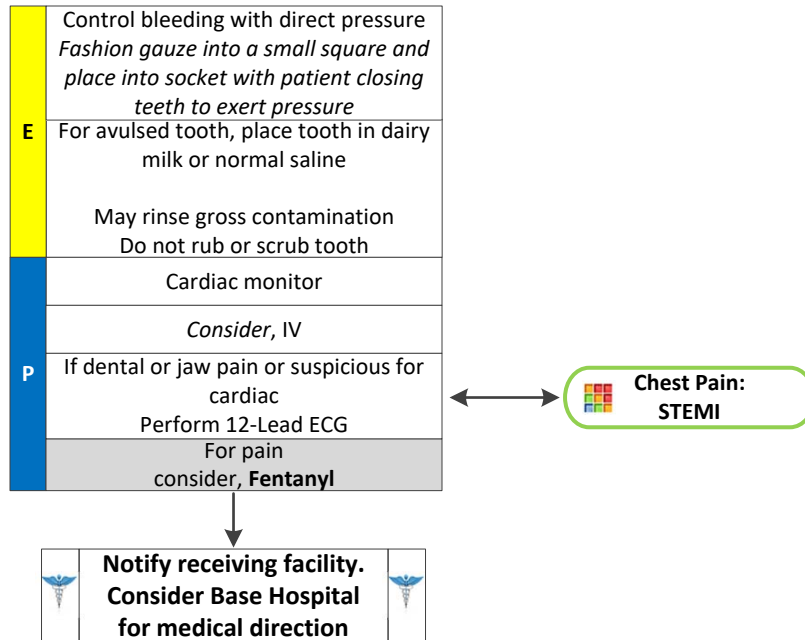 Control bleeding with direct pressure
Fashion gauze into a small square and
place into socket with patient closing
teeth to exert pressure
E
For avulsed tooth, place tooth in dairy
milk or normal saline
May rinse gross contamination
Do not rub or scrub tooth
Cardiac monitor
Consider, IV
P
If dental or jaw pain or suspicious for
cardiac
Perform 12-Lead ECG
Chest Pain:
STEMI
For pain
consider, Fentanyl
Notify receiving facility.
Consider Base Hospital
for medical direction